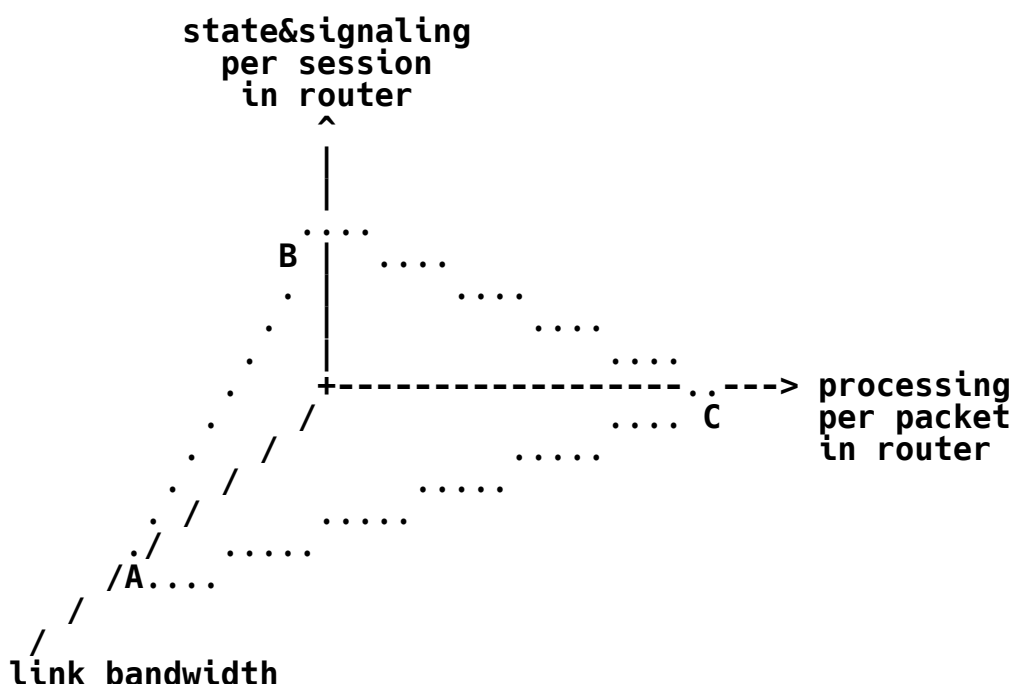 state&signaling
per session
in router
B
processing
C
per packet
in router
A
link bandwidth